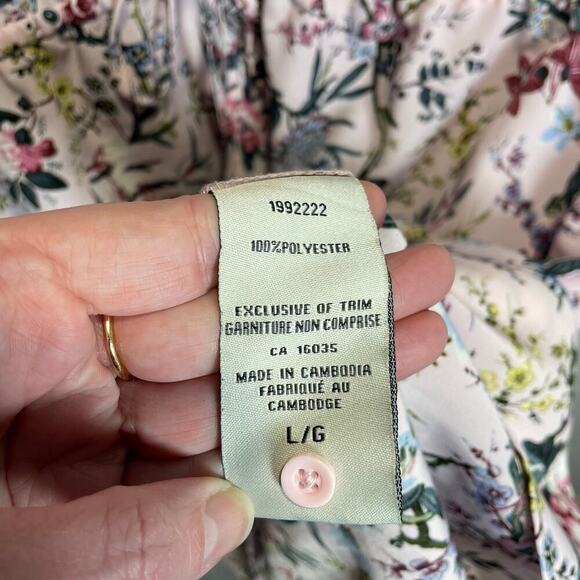 1992222
100%POLYESTER
EXCLUSIVE OF TRIM
GARNITURE NON COMPRISE
CA 16035
MADE IN CAMBODIA
FABRIQUÉ AU
CAMBODGE
L/G